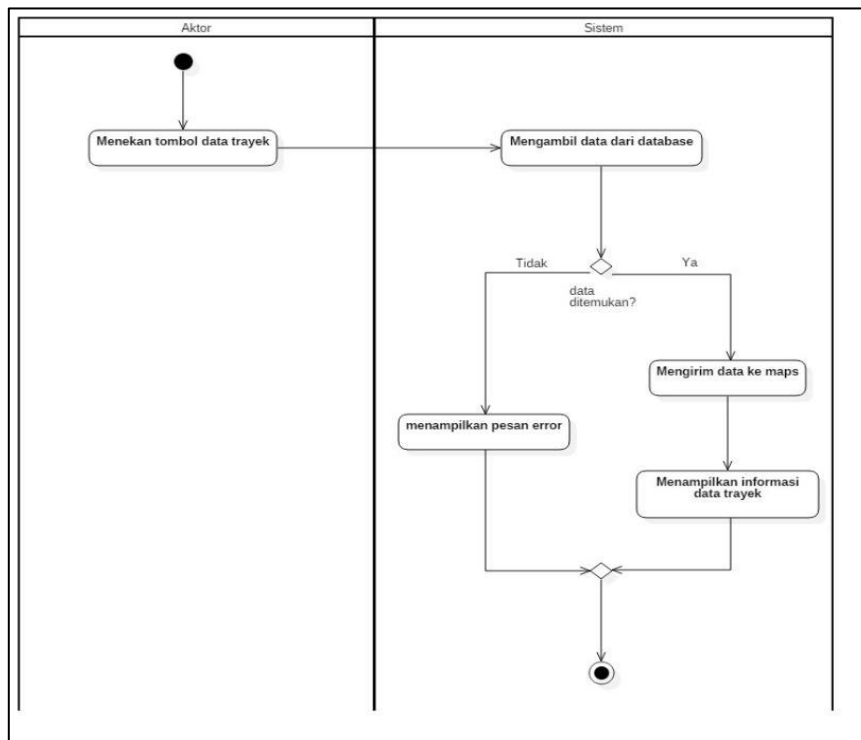 Aktor
Sistem
Menekan tombol data trayek
Mengambil data dari database
Tidak
Ya
data
ditemukan?
Mengirim data ke maps
menampilkan pesan error
Menampilkan informasi
data trayek